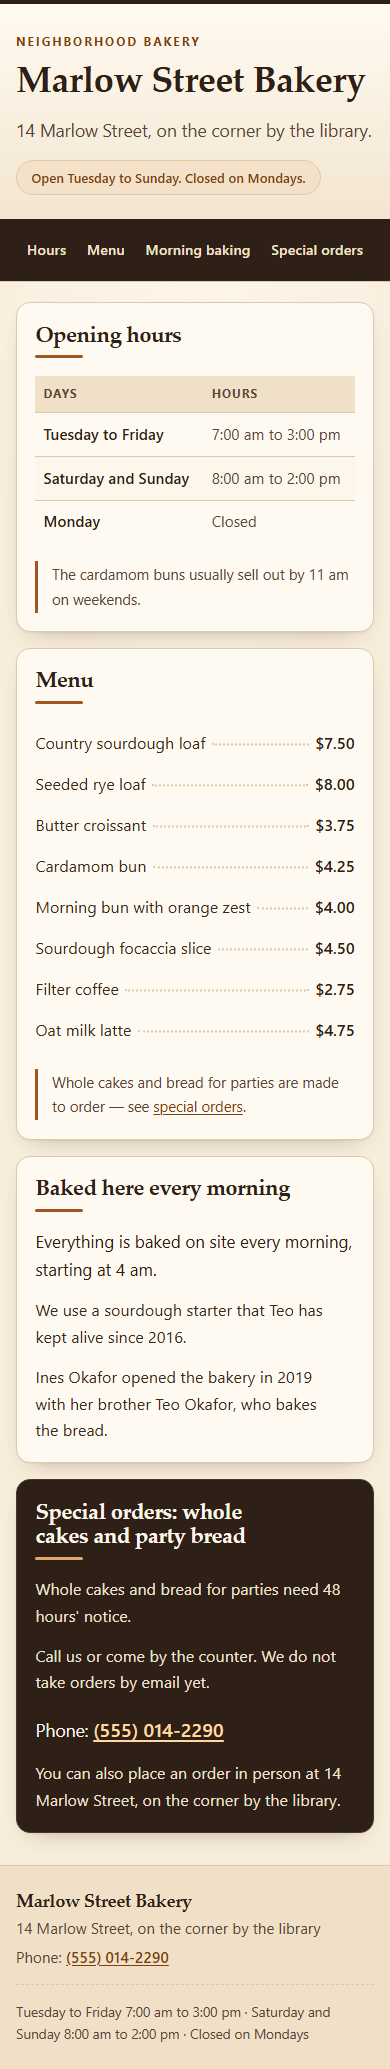 NEIGHBORHOOD BAKERY
Marlow Street Bakery
14 Marlow Street, on the corner by the library.
Open Tuesday to Sunday. Closed on Mondays.
Hours Menu Morning baking Special orders
Opening hours
DAYS HOURS
Tuesday to Friday 7:00 am to 3:00 pm
Saturday and Sunday 8:00 am to 2:00 pm
Monday Closed
The cardamom buns usually sell out by 11 am
on weekends.
Menu
Country sourdough loaf $7.50
Seeded rye loaf $8.00
Butter croissant $3.75
Cardamom bun $4.25
Morning bun with orange zest $4.00
Sourdough focaccia slice $4.50
Filter coffee $2.75
Oat milk latte $4.75
Whole cakes and bread for parties are made
to order — see special orders.
Baked here every morning
Everything is baked on site every morning,
starting at 4 am.
We use a sourdough starter that Teo has
kept alive since 2016.
Ines Okafor opened the bakery in 2019
with her brother Teo Okafor, who bakes
the bread.
Special orders: whole
cakes and party bread
Whole cakes and bread for parties need 48
hours' notice.
Call us or come by the counter. We do not
take orders by email yet.
Phone: (555) 014-2290
You can also place an order in person at 14
Marlow Street, on the corner by the library.
Marlow Street Bakery
14 Marlow Street, on the corner by the library
Phone: (555) 014-2290
Tuesday to Friday 7:00 am to 3:00 pm · Saturday and
Sunday 8:00 am to 2:00 pm · Closed on Mondays